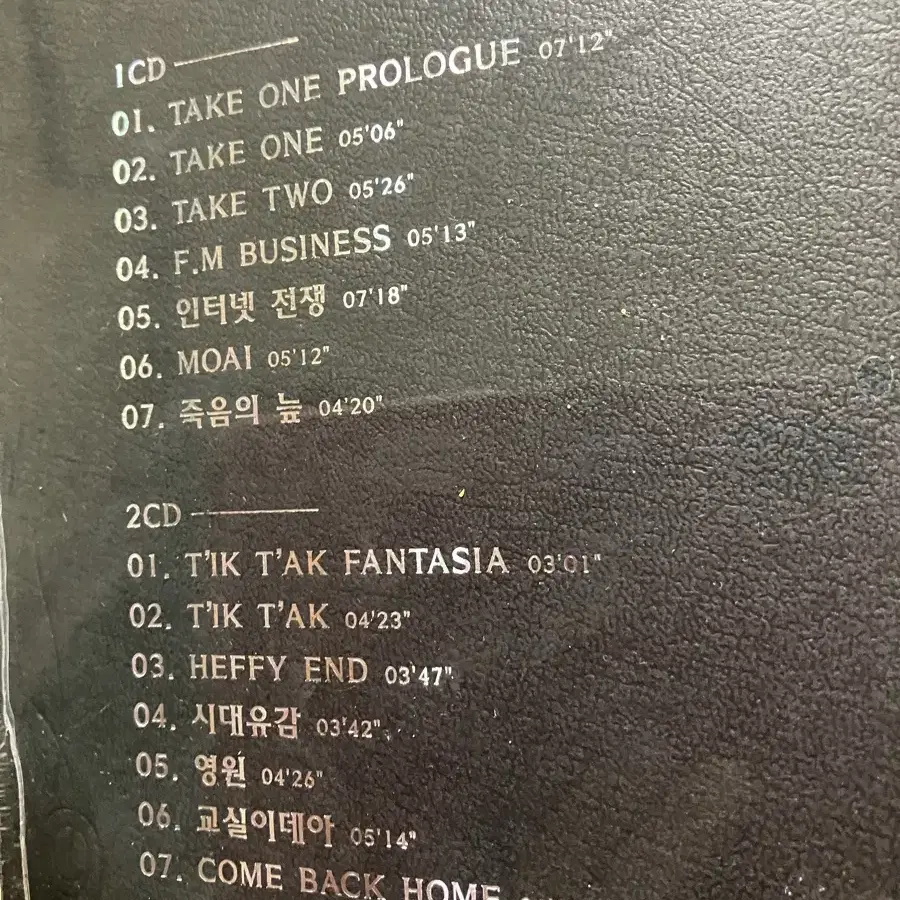 1CD
01. TAKE ONE PROLOGUE 07'12"
02. TAKE ONE 05'06"
03. TAKE TWO 05'26"
04. F.M BUSINESS 05'13"
05. 인터넷 전쟁 07'18"
06. MOAI 05'12"
07. 죽음의 늪 04'20"
2CD
01. T'IK T'AK FANTASIA 03'01"
02. T'IK T'AK 04'23"
03. HEFFY END 03'47"
04. 시대유감 03'42"
05. 영원 04'26"
06. 교실이데아 05'14"
07. COME BACK HOME